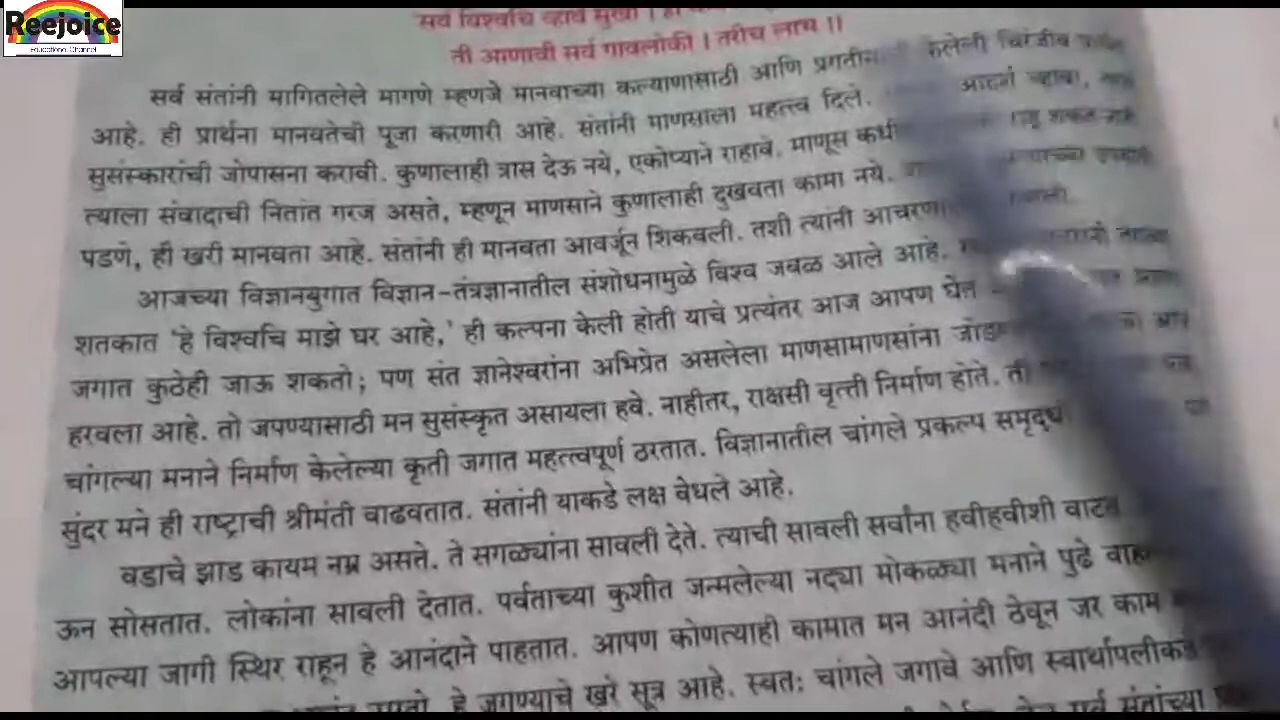 Reejoice
Educational Channel
सर्व विश्वचि व्हावे सुखी ।
ती आणावी सर्व गावलोकी । तरीच लाभ ।।
सर्व संतांनी मागितलेले मागणे म्हणजे मानवाच्या कल्याणासाठी आणि केलेली चिरंजीव
आहे. ही प्रार्थना मानवतेची पूजा करणारी आहे. संतांनी माणसाला महत्त्व दिले. आदर्श व्हावा,
सुसंस्कारांची जोपासना करावी. कुणालाही त्रास देऊ नये, एकोप्याने राहावे. माणूस
त्याला संवादाची नितांत गरज असते, म्हणून माणसाने कुणालाही दुखवता कामा नये.
पडणे, ही खरी मानवता आहे. संतांनी ही मानवता आवर्जून शिकवली. तशी त्यांनी
आजच्या विज्ञानयुगात विज्ञान-तंत्रज्ञानातील संशोधनामुळे विश्व जवळ आले आहे.
शतकात 'हे विश्वचि माझे घर आहे,' ही कल्पना केली होती याचे प्रत्यंतर आज आपण घेत
जगात कुठेही जाऊ शकतो; पण संत ज्ञानेश्वरांना अभिप्रेत असलेला माणसामाणसांना
हरवला आहे. तो जपण्यासाठी मन सुसंस्कृत असायला हवे. नाहीतर, राक्षसी वृत्ती निर्माण होते. ती
चांगल्या मनाने निर्माण केलेल्या कृती जगात महत्त्वपूर्ण ठरतात. विज्ञानातील चांगले प्रकल्प
सुंदर मने ही राष्ट्राची श्रीमंती वाढवतात. संतांनी याकडे लक्ष वेधले आहे.
वडाचे झाड कायम नम्र असते. ते सगळ्यांना सावली देते. त्याची सावली सर्वांना हवीहवीशी
ऊन सोसतात. लोकांना सावली देतात. पर्वताच्या कुशीत जन्मलेल्या नद्या मोकळ्या मनाने पुढे
आपल्या जागी स्थिर राहून हे आनंदाने पाहतात. आपण कोणत्याही कामात मन आनंदी ठेवून जर काम
हे जगण्याचे खरे सूत्र आहे. स्वतः चांगले जगावे आणि
सर्व संतांच्या